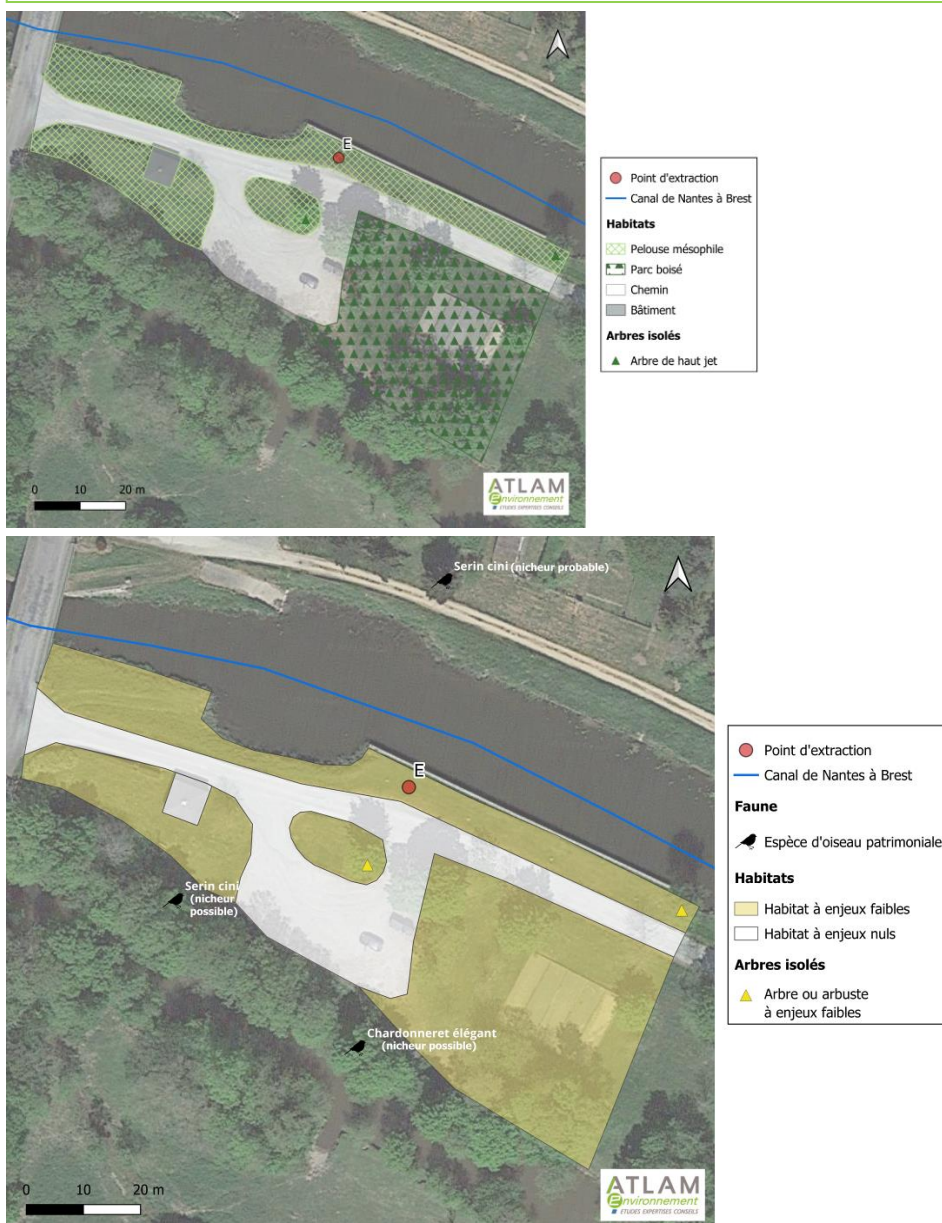 E
0 10 20 m
ATLAM
environnement
ETUDES EXPERTISES CONSEILS
Point d'extraction
Canal de Nantes à Brest
Habitats
Pelouse mésophile
Parc boisé
Chemin
Bâtiment
Arbres isolés
Arbre de haut jet
Serin cini (nicheur probable)
E
Serin cini
(nicheur
possible)
Chardonneret élégant
(nicheur possible)
0 10 20 m
ATLAM
environnement
ETUDES EXPERTISES CONSEILS
Point d'extraction
Canal de Nantes à Brest
Faune
Espèce d'oiseau patrimoniale
Habitats
Habitat à enjeux faibles
Habitat à enjeux nuls
Arbres isolés
Arbre ou arbuste
à enjeux faibles